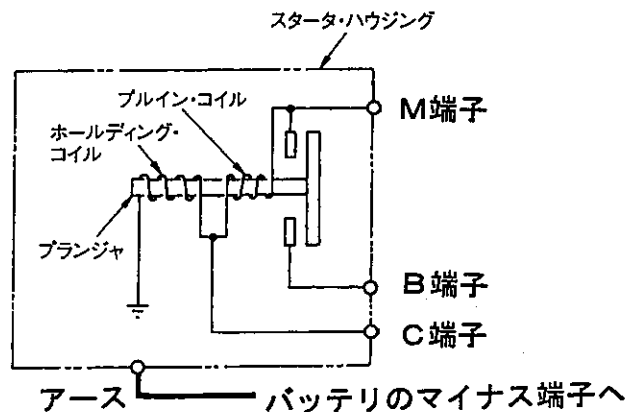 スタータ・ハウジング
プルイン・コイル
ホールディング・
コイル
プランジャ
M端子
B端子
C端子
アース
バッテリのマイナス端子へ